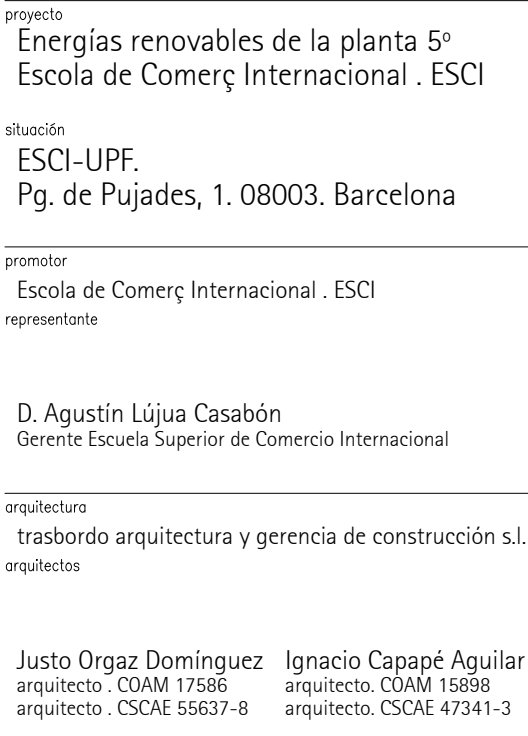 proyecto
Energías renovables de la planta 5º
Escola de Comerç Internacional . ESCI
situación
ESCI-UPF.
Pg. de Pujades, 1. 08003. Barcelona
promotor
Escola de Comerç Internacional . ESCI
representante
D. Agustín Lújua Casabón
Gerente Escuela Superior de Comercio Internacional
arquitectura
trasbordo arquitectura y gerencia de construcción s.l.
arquitectos
Justo Orgaz Domínguez Ignacio Capapé Aguilar
arquitecto . COAM 17586 arquitecto. COAM 15898
arquitecto . CSCAE 55637-8 arquitecto. CSCAE 47341-3